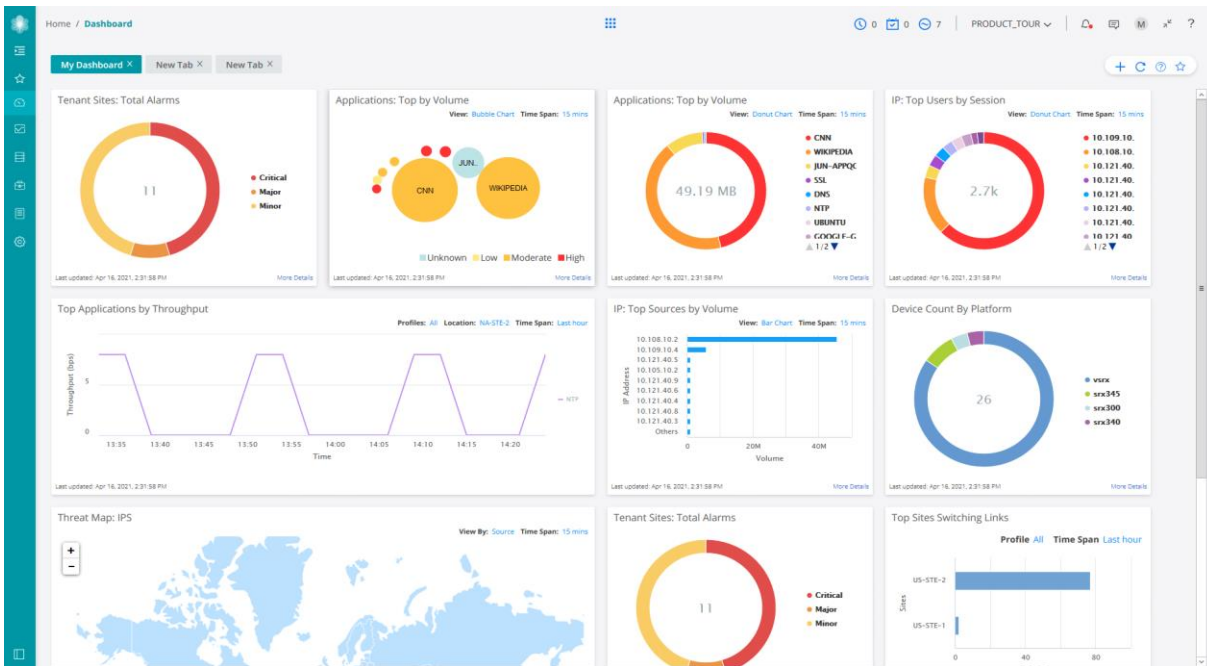 Home / Dashboard
0 0 7 PRODUCT_TOUR M ?
My Dashboard X New Tab X New Tab X
Tenant Sites: Total Alarms
11
Critical
Major
Minor
Last updated: Apr 16, 2021, 2:31:58 PM More Details
Applications: Top by Volume
View: Bubble Chart Time Span: 15 mins
JUN..
CNN
WIKIPEDIA
Unknown Low Moderate High
Last updated: Apr 16, 2021, 2:31:58 PM More Details
Applications: Top by Volume
View: Donut Chart Time Span: 15 mins
49.19 MB
CNN
WIKIPEDIA
JUN-APPQC
SSL
DNS
NTP
UBUNTU
GOOGLE-G
1/2
Last updated: Apr 16, 2021, 2:31:58 PM More Details
IP: Top Users by Session
View: Donut Chart Time Span: 15 mins
2.7k
10.109.10.
10.108.10.
10.121.40.
10.121.40.
10.121.40.
10.121.40.
10.121.40.
10.121.40
1/2
Last updated: Apr 16, 2021, 2:31:58 PM More Details
Top Applications by Throughput
Profiles: All Location: NA-STE-2 Time Span: Last hour
Throughput (bps)
5
0
NTP
13:35 13:40 13:45 13:50 13:55 14:00 14:05 14:10 14:15 14:20
Time
Last updated: Apr 16, 2021, 2:31:58 PM
IP: Top Sources by Volume
View: Bar Chart Time Span: 15 mins
IP Address
10.108.10.2
10.109.10.4
10.121.40.5
10.105.10.2
10.121.40.9
10.121.40.6
10.121.40.4
10.121.40.8
10.121.40.3
Others
0 20M 40M
Volume
Last updated: Apr 16, 2021, 2:31:58 PM More Details
Device Count By Platform
26
vsrx
srx345
srx300
srx340
Last updated: Apr 16, 2021, 2:31:58 PM More Details
Threat Map: IPS
View By: Source Time Span: 15 mins
+
−
Tenant Sites: Total Alarms
11
Critical
Major
Minor
Top Sites Switching Links
Profile All Time Span Last hour
Sites
US-STE-2
US-STE-1
0 40 80